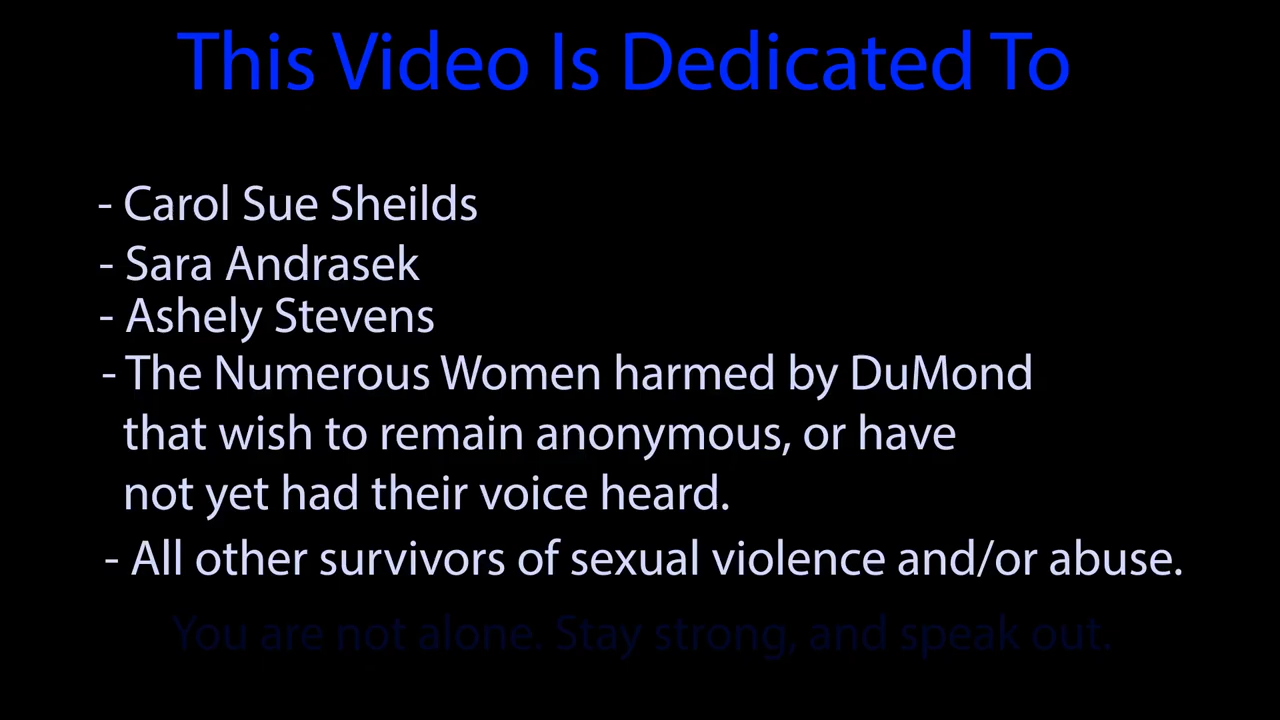 This Video Is Dedicated To
- Carol Sue Sheilds
- Sara Andrasek
- Ashely Stevens
- The Numerous Women harmed by DuMond
that wish to remain anonymous, or have
not yet had their voice heard.
- All other survivors of sexual violence and/or abuse.
You are not alone. Stay strong, and speak out.